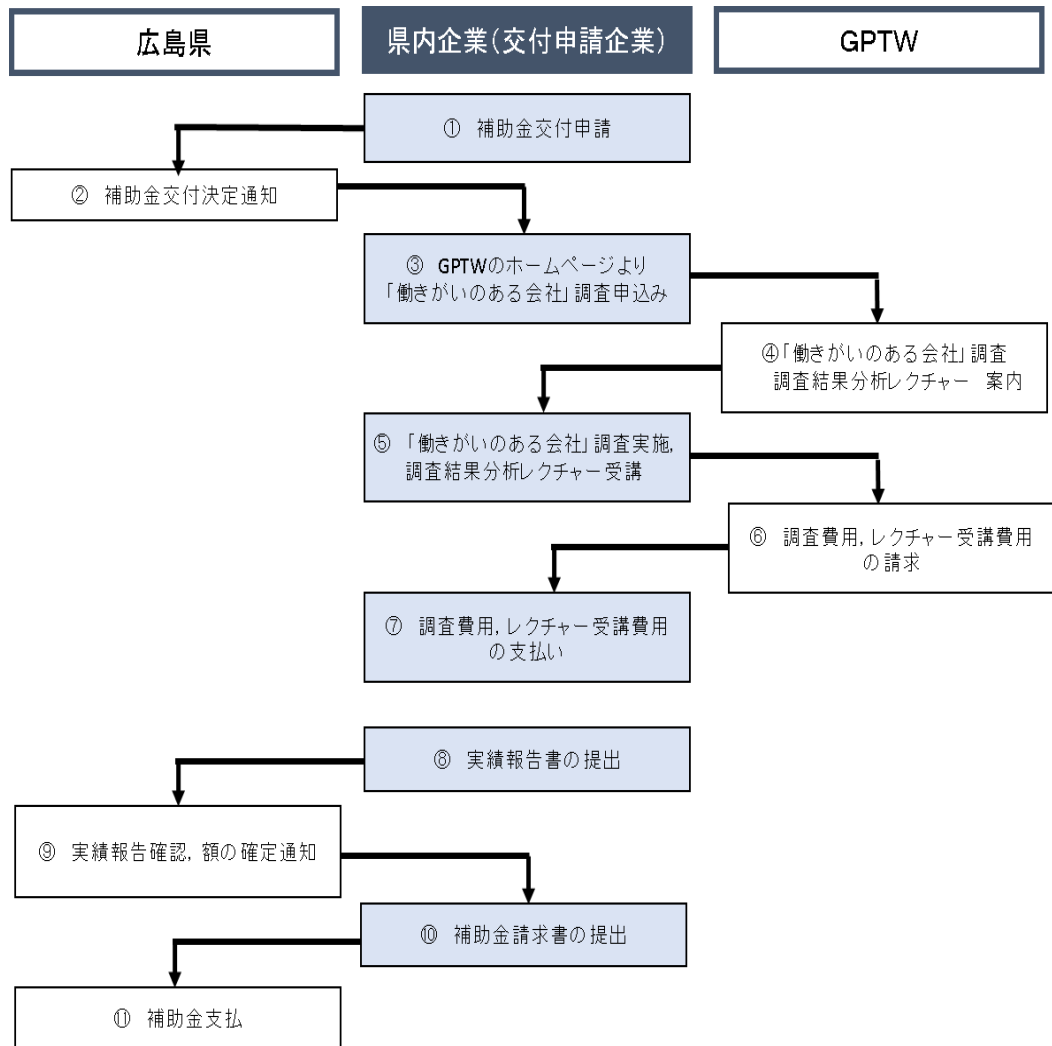 広島県
県内企業(交付申請企業)
GPTW
① 補助金交付申請
② 補助金交付決定通知
③ GPTWのホームページより
「働きがいのある会社」調査申込み
④「働きがいのある会社」調査
調査結果分析レクチャー 案内
⑤ 「働きがいのある会社」調査実施,
調査結果分析レクチャー受講
⑥ 調査費用,レクチャー受講費用
の請求
⑦ 調査費用,レクチャー受講費用
の支払い
⑧ 実績報告書の提出
⑨ 実績報告確認,額の確定通知
⑩ 補助金請求書の提出
⑪ 補助金支払